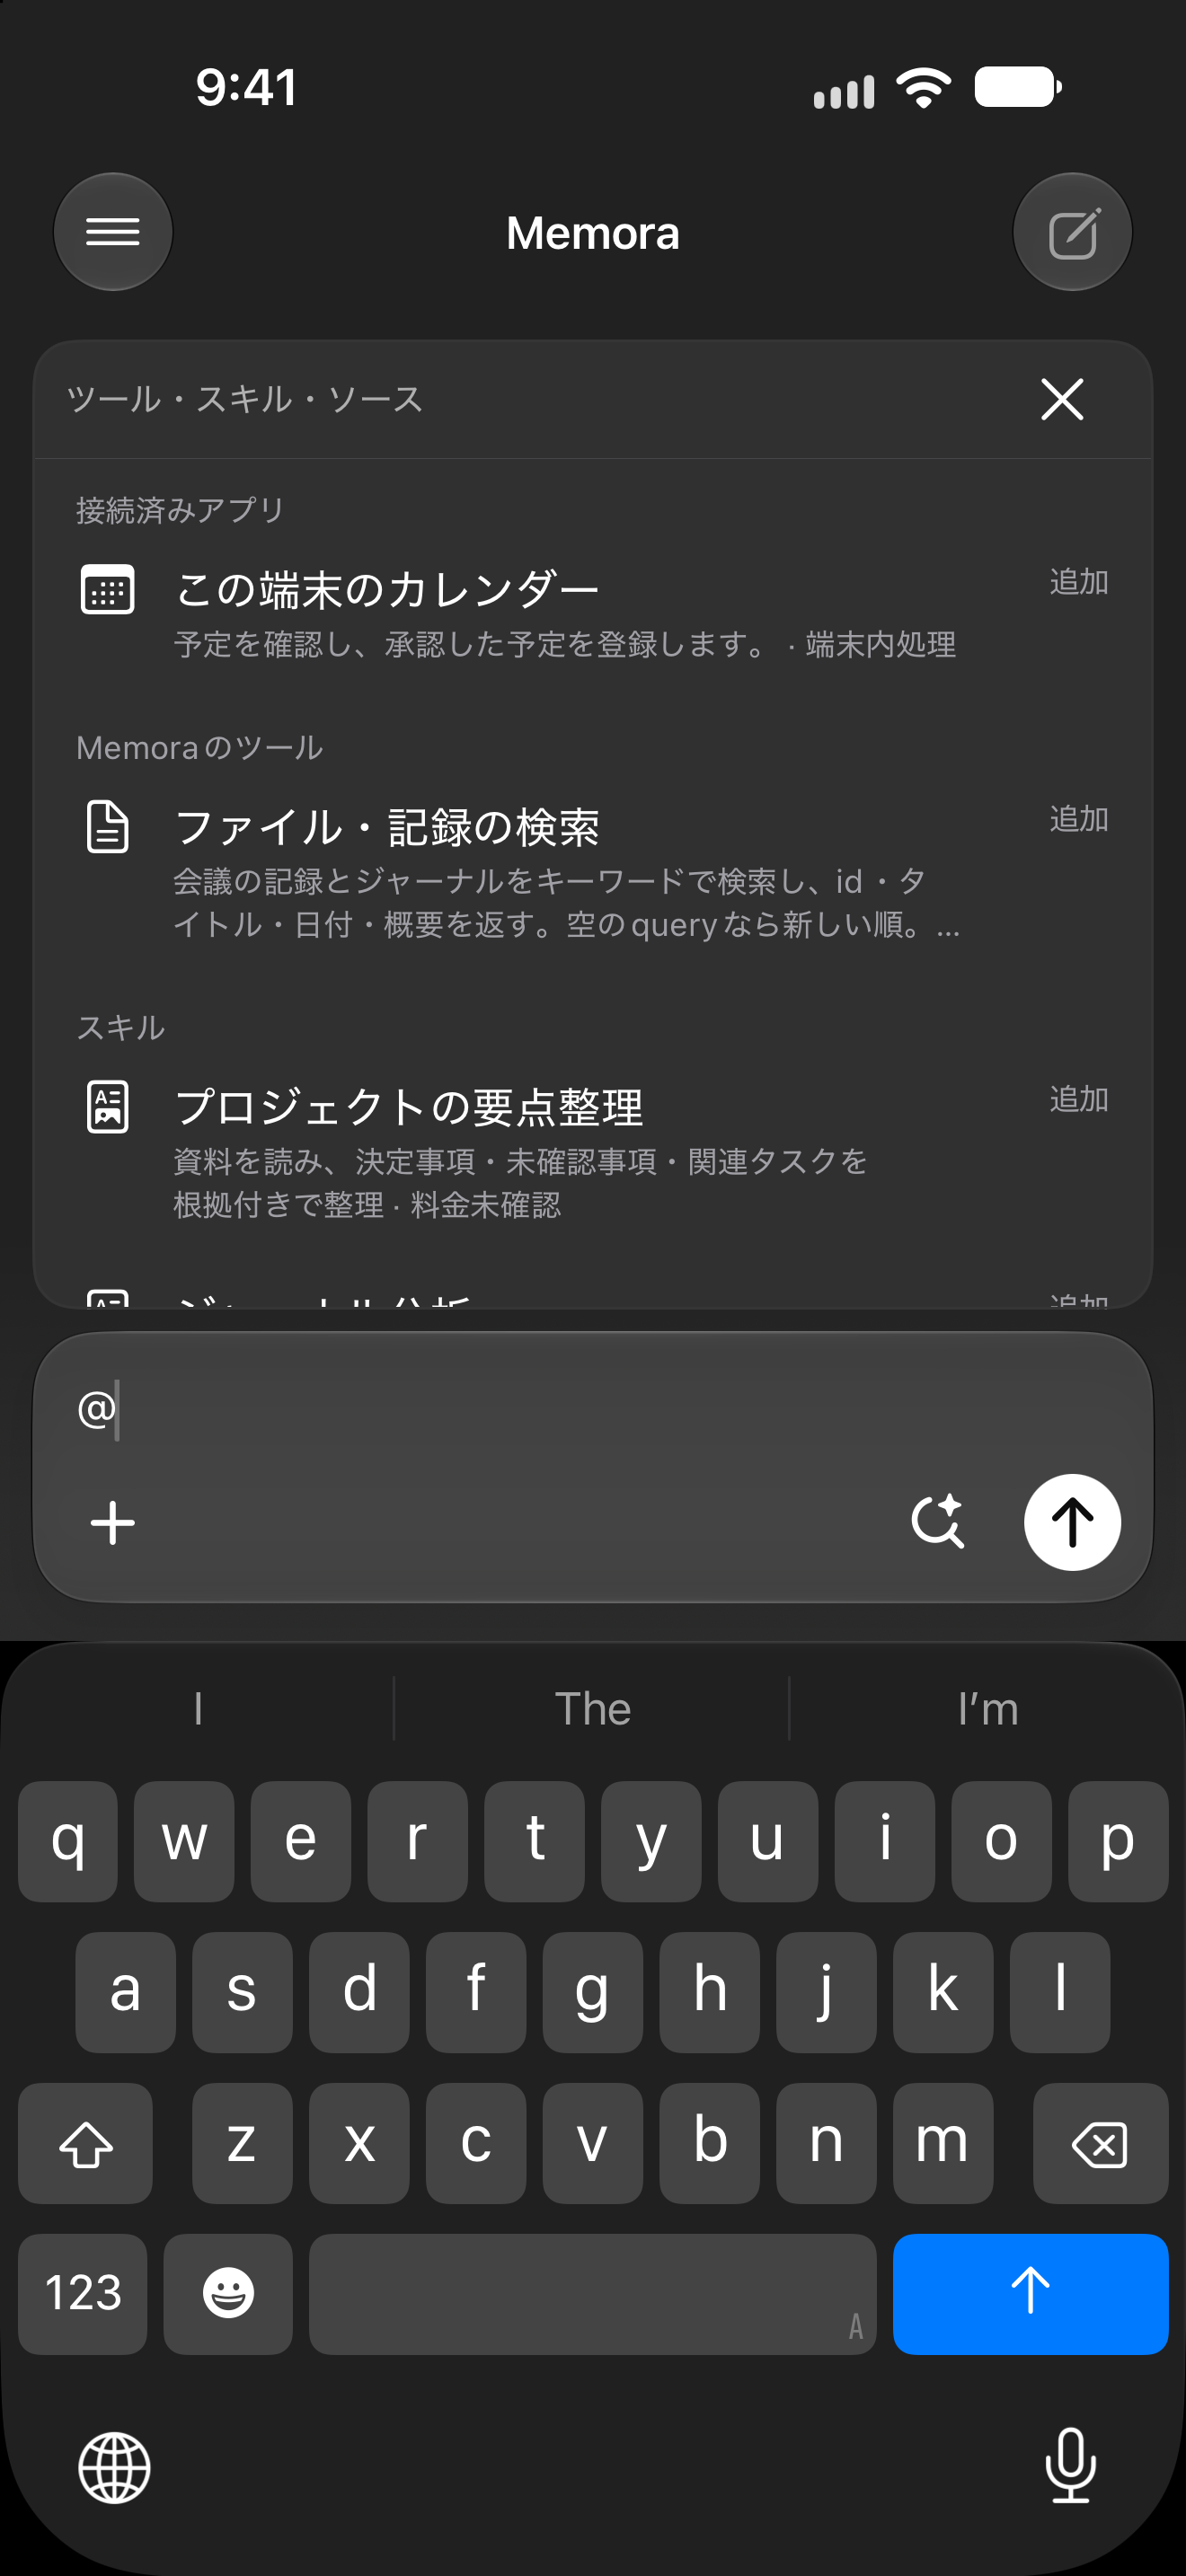 9:41
Memora
ツール・スキル・ソース
接続済みアプリ
この端末のカレンダー
追加
予定を確認し、承認した予定を登録します。 · 端末内処理
Memoraのツール
ファイル・記録の検索
追加
会議の記録とジャーナルをキーワードで検索し、id・タ
イトル・日付・概要を返す。空のqueryなら新しい順。…
スキル
プロジェクトの要点整理
追加
資料を読み、決定事項・未確認事項・関連タスクを
根拠付きで整理 · 料金未確認
ジャーナル分析
追加
@
I
The
I’m
q w e r t y u i o p
a s d f g h j k l
z x c v b n m
123
A